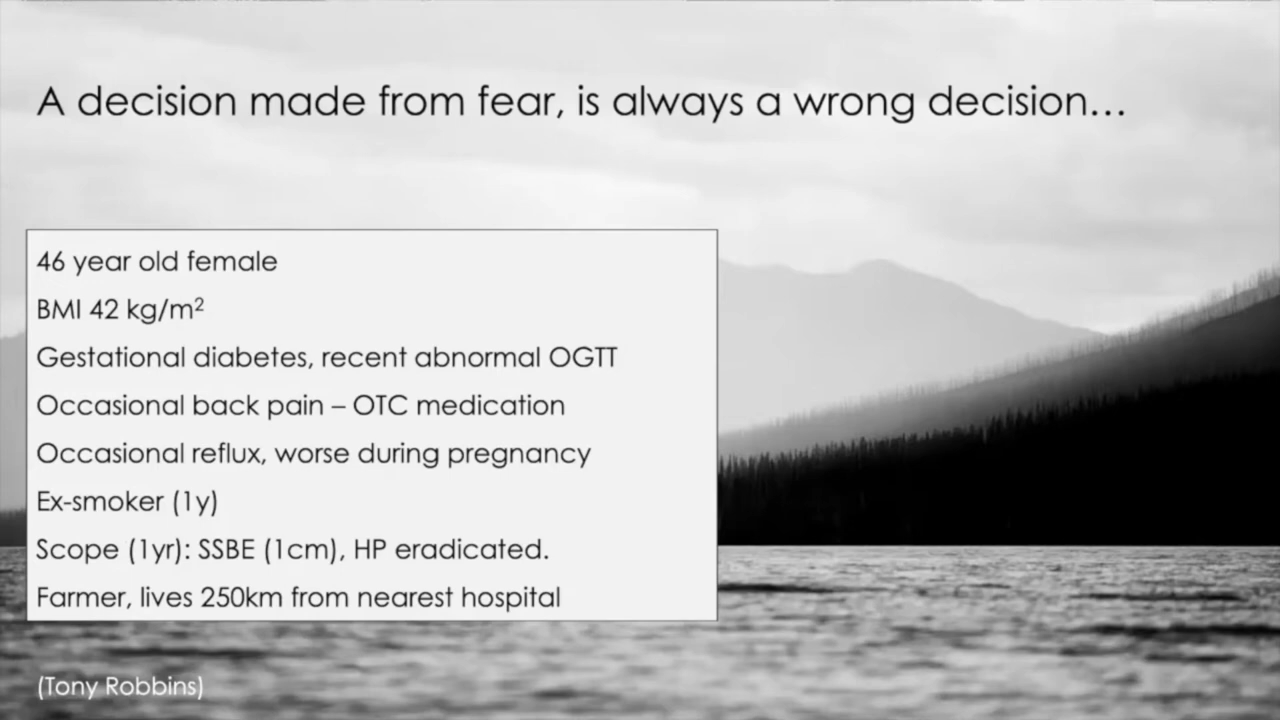 A decision made from fear, is always a wrong decision...
46 year old female
BMI 42 kg/m²
Gestational diabetes, recent abnormal OGTT
Occasional back pain – OTC medication
Occasional reflux, worse during pregnancy
Ex-smoker (1y)
Scope (1yr): SSBE (1cm), HP eradicated.
Farmer, lives 250km from nearest hospital
(Tony Robbins)